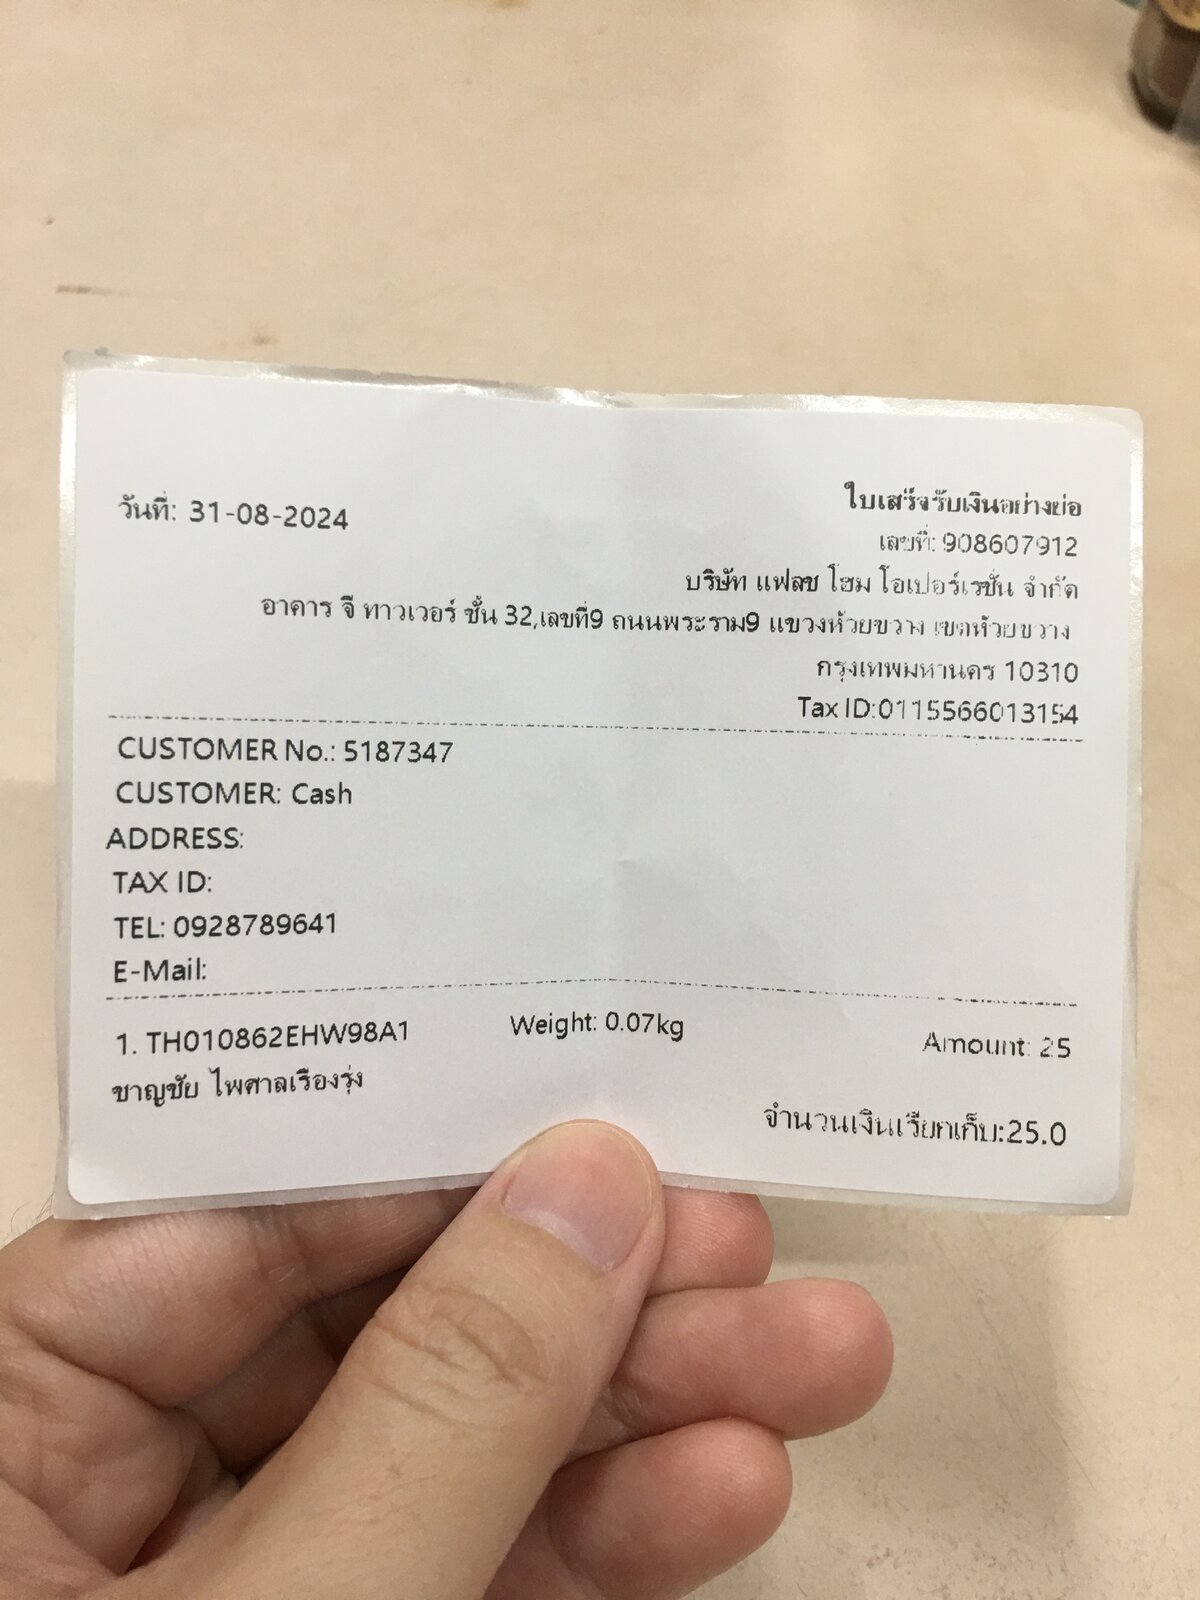 วันที่: 31-08-2024
ใบเสร็จรับเงินอย่างย่อ
เลขที่: 908607912
บริษัท แฟลช โฮม โอเปอร์เรชั่น จำกัด
อาคาร จี ทาวเวอร์ ชั้น 32,เลขที่9 ถนนพระราม9 แขวงห้วยขวาง เขตห้วยขวาง
กรุงเทพมหานคร 10310
Tax ID:0115566013154
CUSTOMER No.: 5187347
CUSTOMER: Cash
ADDRESS:
TAX ID:
TEL: 0928789641
E-Mail:
1. TH010862EHW98A1 Weight: 0.07kg Amount: 25
ชาญชัย ไพศาลเรืองรุ่ง
จำนวนเงินเรียกเก็บ:25.0